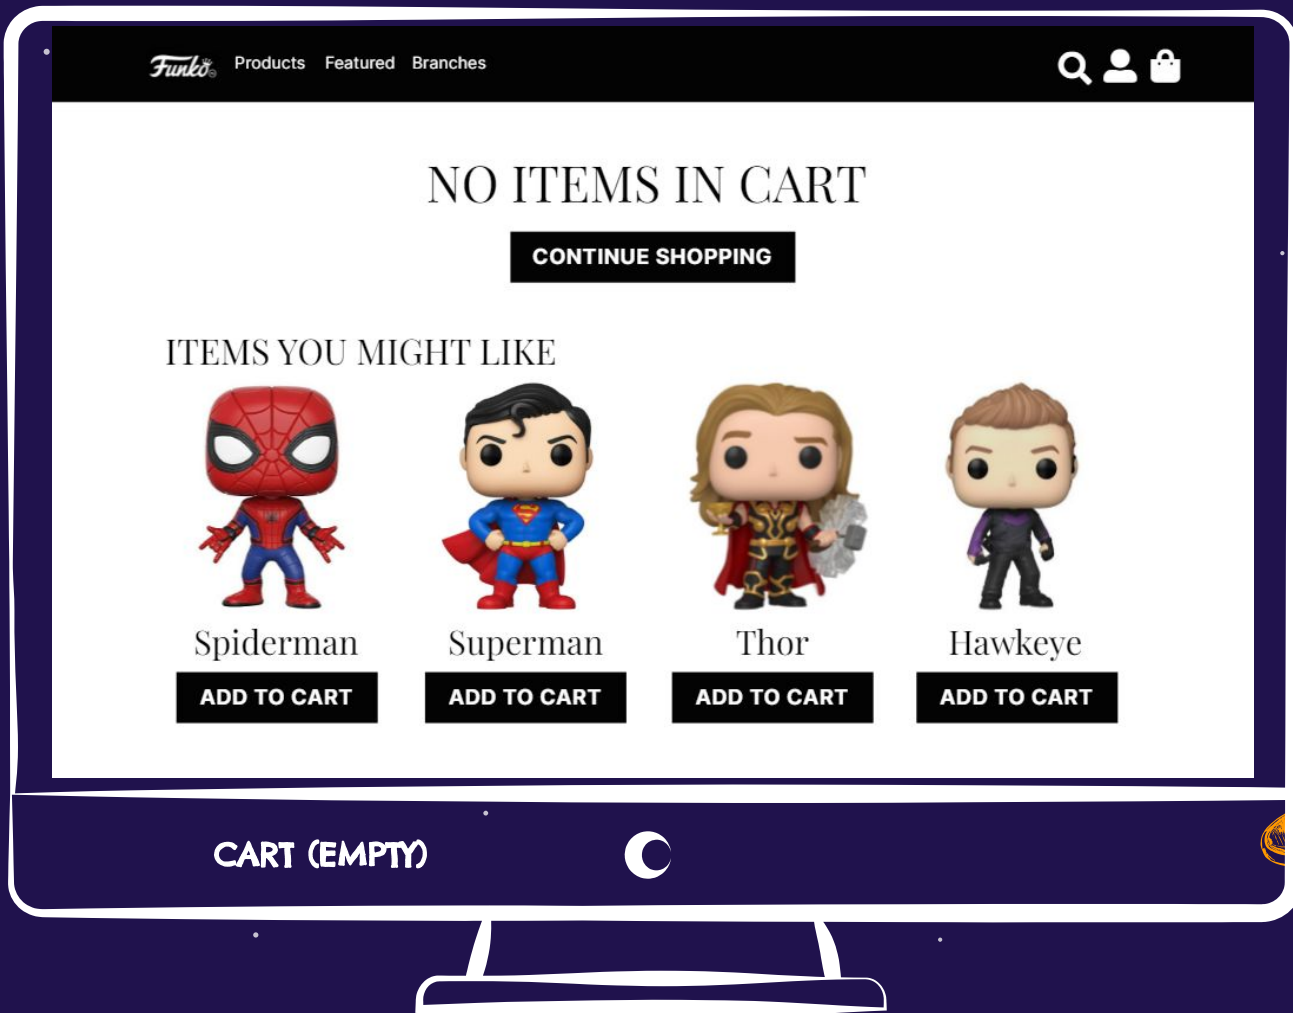 Funko Products Featured Branches
NO ITEMS IN CART
CONTINUE SHOPPING
ITEMS YOU MIGHT LIKE
Spiderman Superman Thor Hawkeye
ADD TO CART ADD TO CART ADD TO CART ADD TO CART
CART (EMPTY)